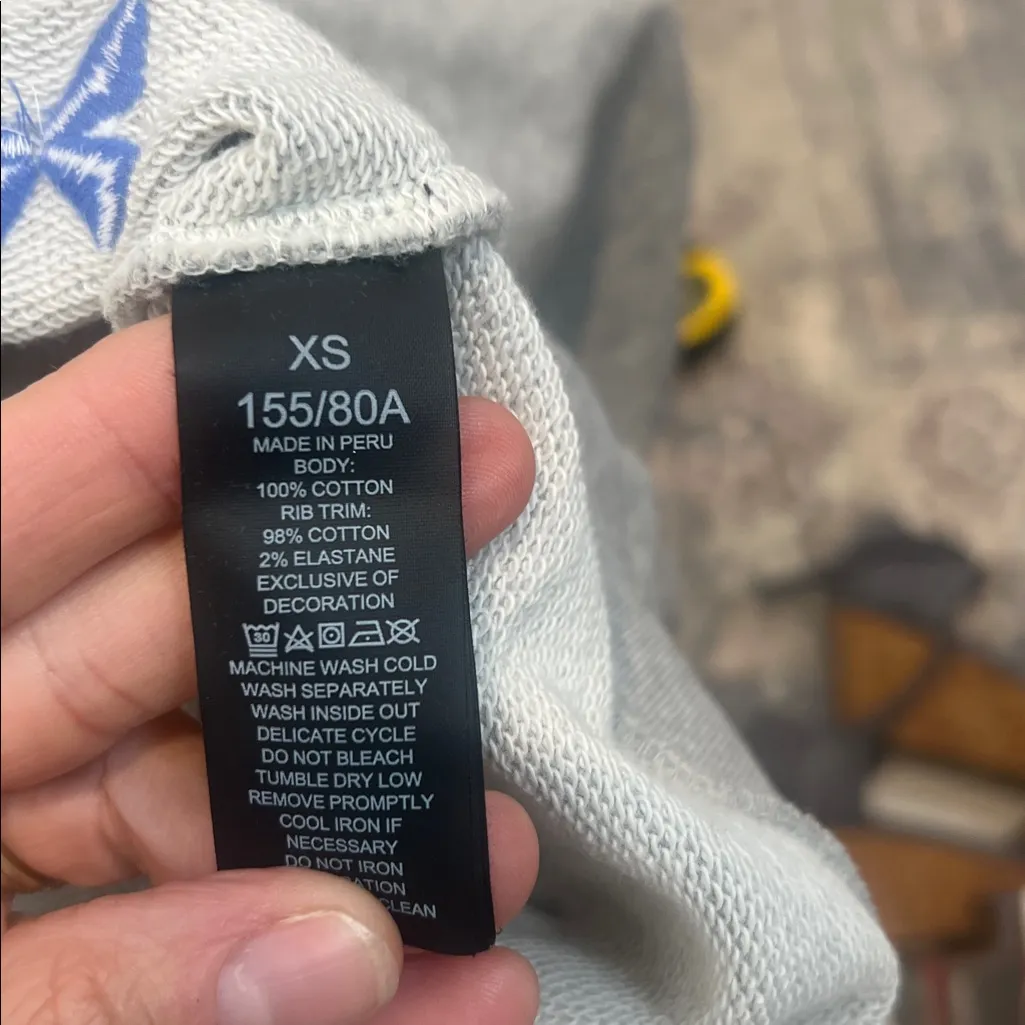 XS
155/80A
MADE IN PERU
BODY:
100% COTTON
RIB TRIM:
98% COTTON
2% ELASTANE
EXCLUSIVE OF
DECORATION
30
MACHINE WASH COLD
WASH SEPARATELY
WASH INSIDE OUT
DELICATE CYCLE
DO NOT BLEACH
TUMBLE DRY LOW
REMOVE PROMPTLY
COOL IRON IF
NECESSARY
DO NOT IRON
CLEAN